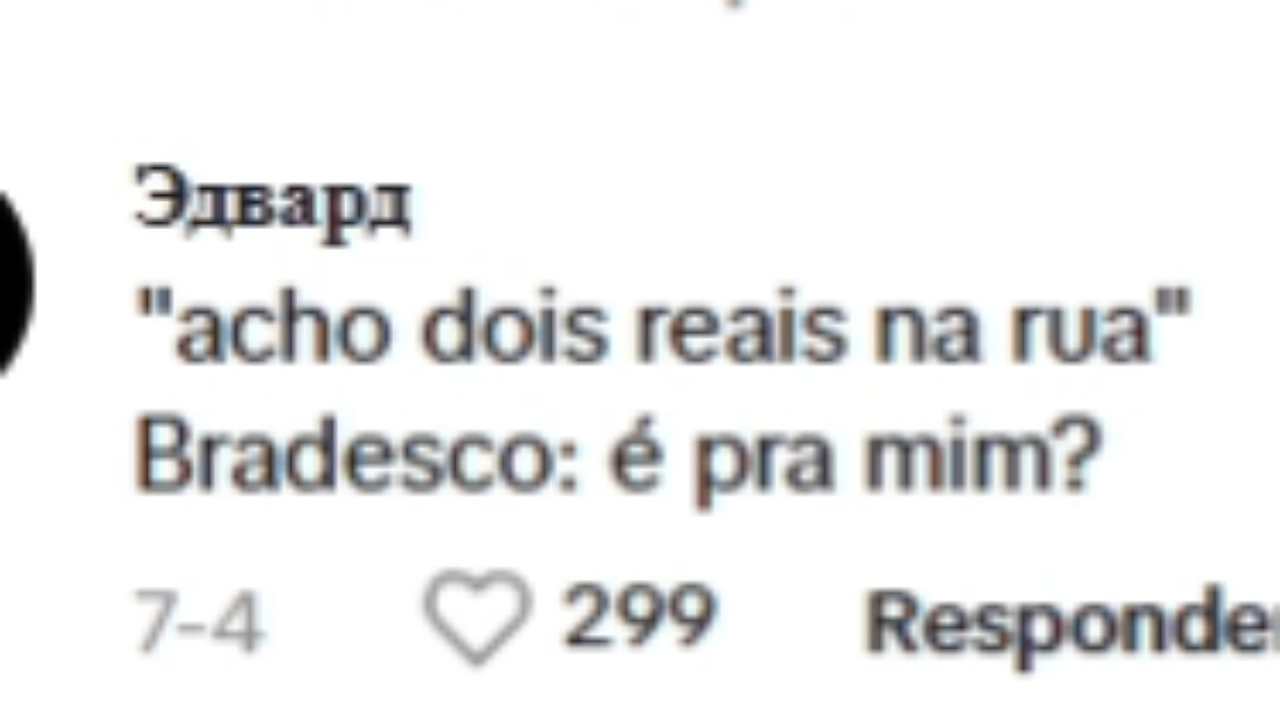 Эдвард
"acho dois reais na rua"
Bradesco: é pra mim?
7-4 299 Responder